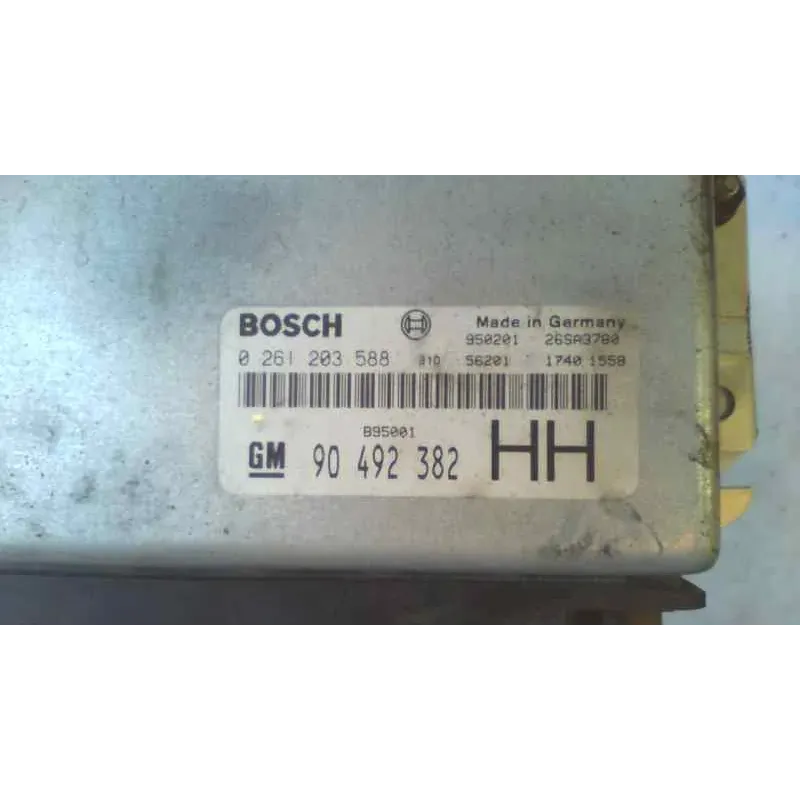 BOSCH Made in Germany
950201 26SA3780
0 261 203 588 310 56201 1740 1558
B95001
GM 90 492 382 HH